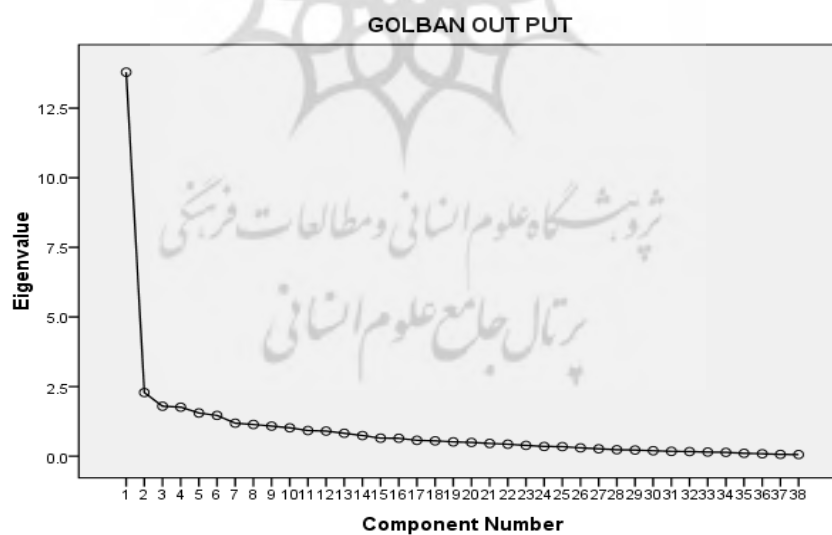 GOLBAN OUT PUT
Eigenvalue
12.5
10.0
7.5
5.0
2.5
0.0
1 2 3 4 5 6 7 8 9 10 11 12 13 14 15 16 17 18 19 20 21 22 23 24 25 26 27 28 29 30 31 32 33 34 35 36 37 38
Component Number
پژوهشگاه علوم انسانی و مطالعات فرهنگی
پرتال جامع علوم انسانی